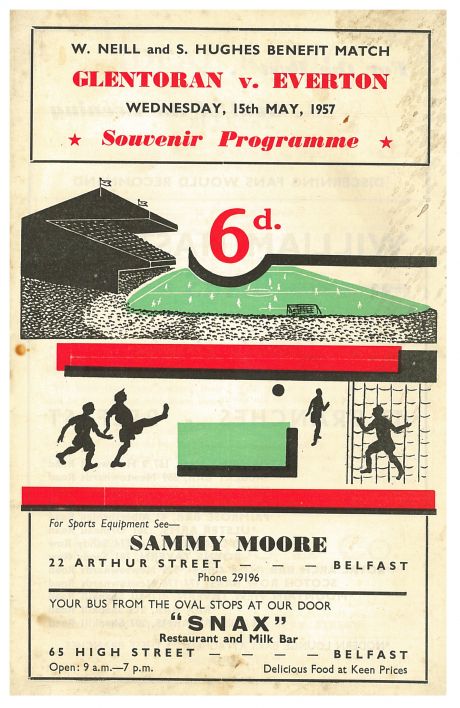 W. NEILL and S. HUGHES BENEFIT MATCH
GLENTORAN v. EVERTON
WEDNESDAY, 15th MAY, 1957
★ Souvenir Programme ★
6d.
For Sports Equipment See—
SAMMY MOORE
22 ARTHUR STREET — — — BELFAST
Phone 29196
YOUR BUS FROM THE OVAL STOPS AT OUR DOOR
"SNAX"
Restaurant and Milk Bar
65 HIGH STREET — — — — BELFAST
Open: 9 a.m.—7 p.m. Delicious Food at Keen Prices